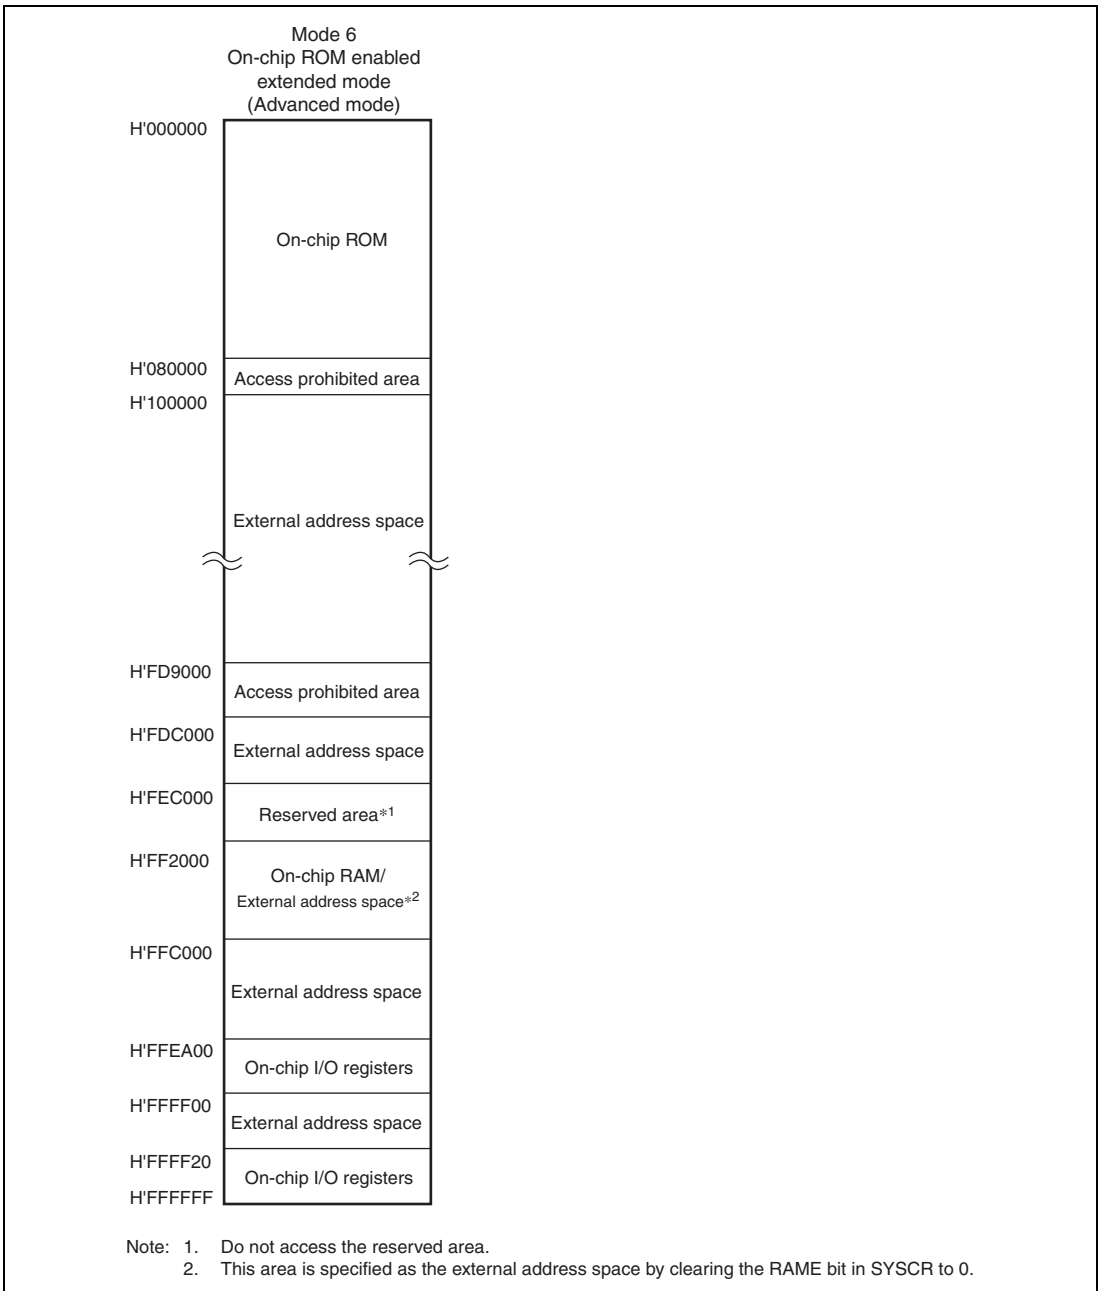 Mode 6
On-chip ROM enabled
extended mode
(Advanced mode)
H'000000
On-chip ROM
H'080000
Access prohibited area
H'100000
External address space
H'FD9000
Access prohibited area
H'FDC000
External address space
H'FEC000
Reserved area*1
H'FF2000
On-chip RAM/
External address space*2
H'FFC000
External address space
H'FFEA00
On-chip I/O registers
H'FFFF00
External address space
H'FFFF20
On-chip I/O registers
H'FFFFFF
Note: 1. Do not access the reserved area.
2. This area is specified as the external address space by clearing the RAME bit in SYSCR to 0.